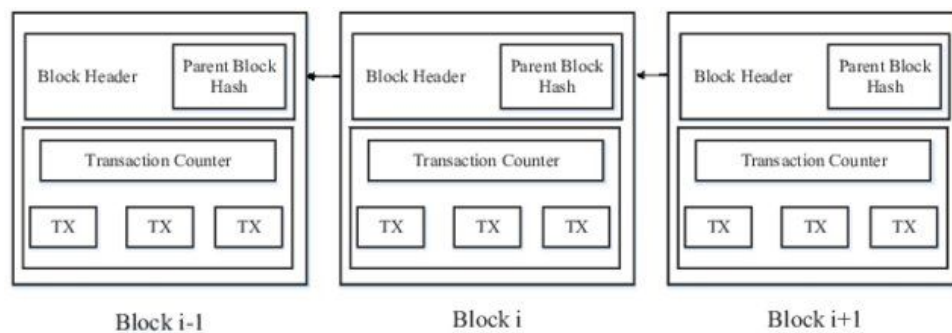 Block Header
Parent Block
Hash
Transaction Counter
TX TX TX
Block i-1
Block Header
Parent Block
Hash
Transaction Counter
TX TX TX
Block i
Block Header
Parent Block
Hash
Transaction Counter
TX TX TX
Block i+1